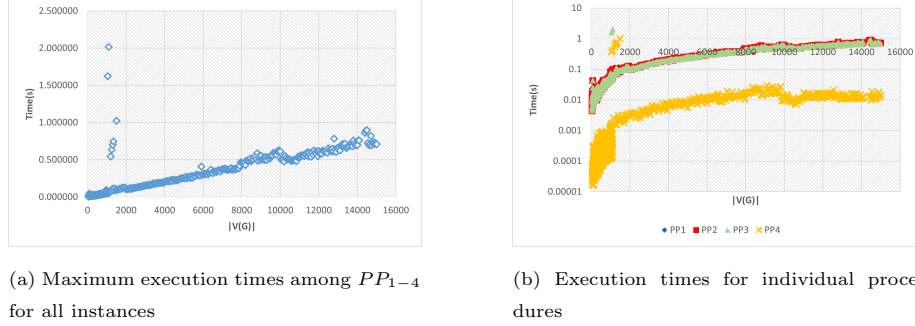 2.500000
2.000000
1.500000
1.000000
0.500000
0.000000
Time(s)
0 2000 4000 6000 8000 10000 12000 14000 16000
|V(G)|
(a) Maximum execution times among PP1−4
for all instances
10
1
0.1
0.01
0.001
0.0001
0.00001
Time(s)
0 2000 4000 6000 8000 10000 12000 14000 16000
|V(G)|
PP1 PP2 PP3 PP4
(b) Execution times for individual proce
dures